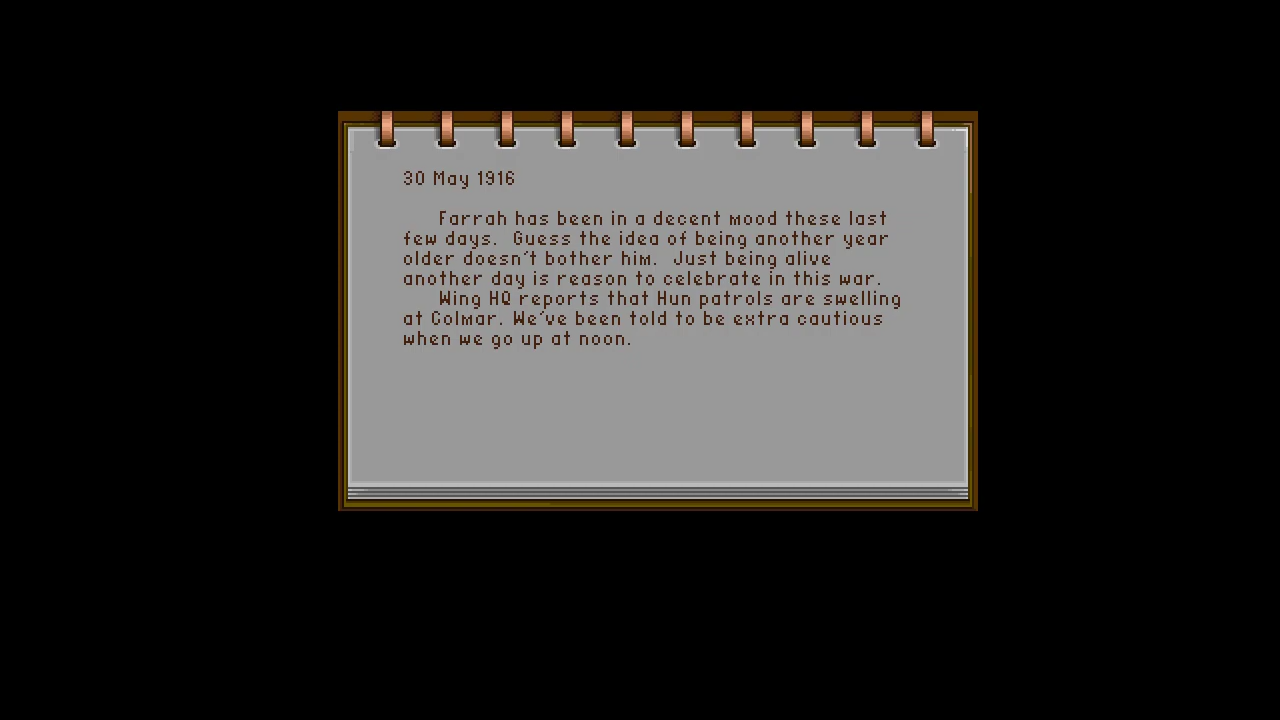 30 May 1916
Farrah has been in a decent mood these last
few days.  Guess the idea of being another year
older doesn't bother him.  Just being alive
another day is reason to celebrate in this war.
Wing HQ reports that Hun patrols are swelling
at Colmar. We've been told to be extra cautious
when we go up at noon.